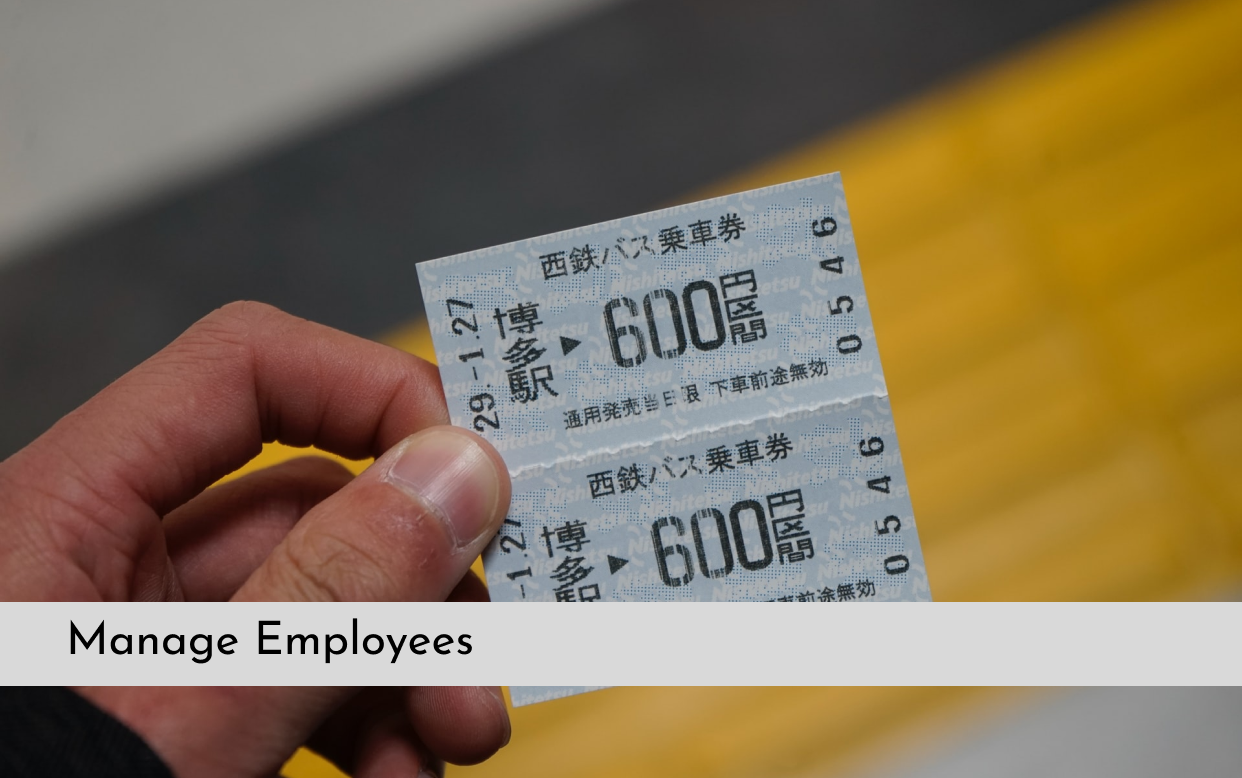 西鉄バス乗車券
29.-1.27
博多駅▶600円区間
0546
通用発売当日限 下車前途無効
西鉄バス乗車券
-1.27
博多駅▶600円区間
0546
車前途無効
Manage Employees